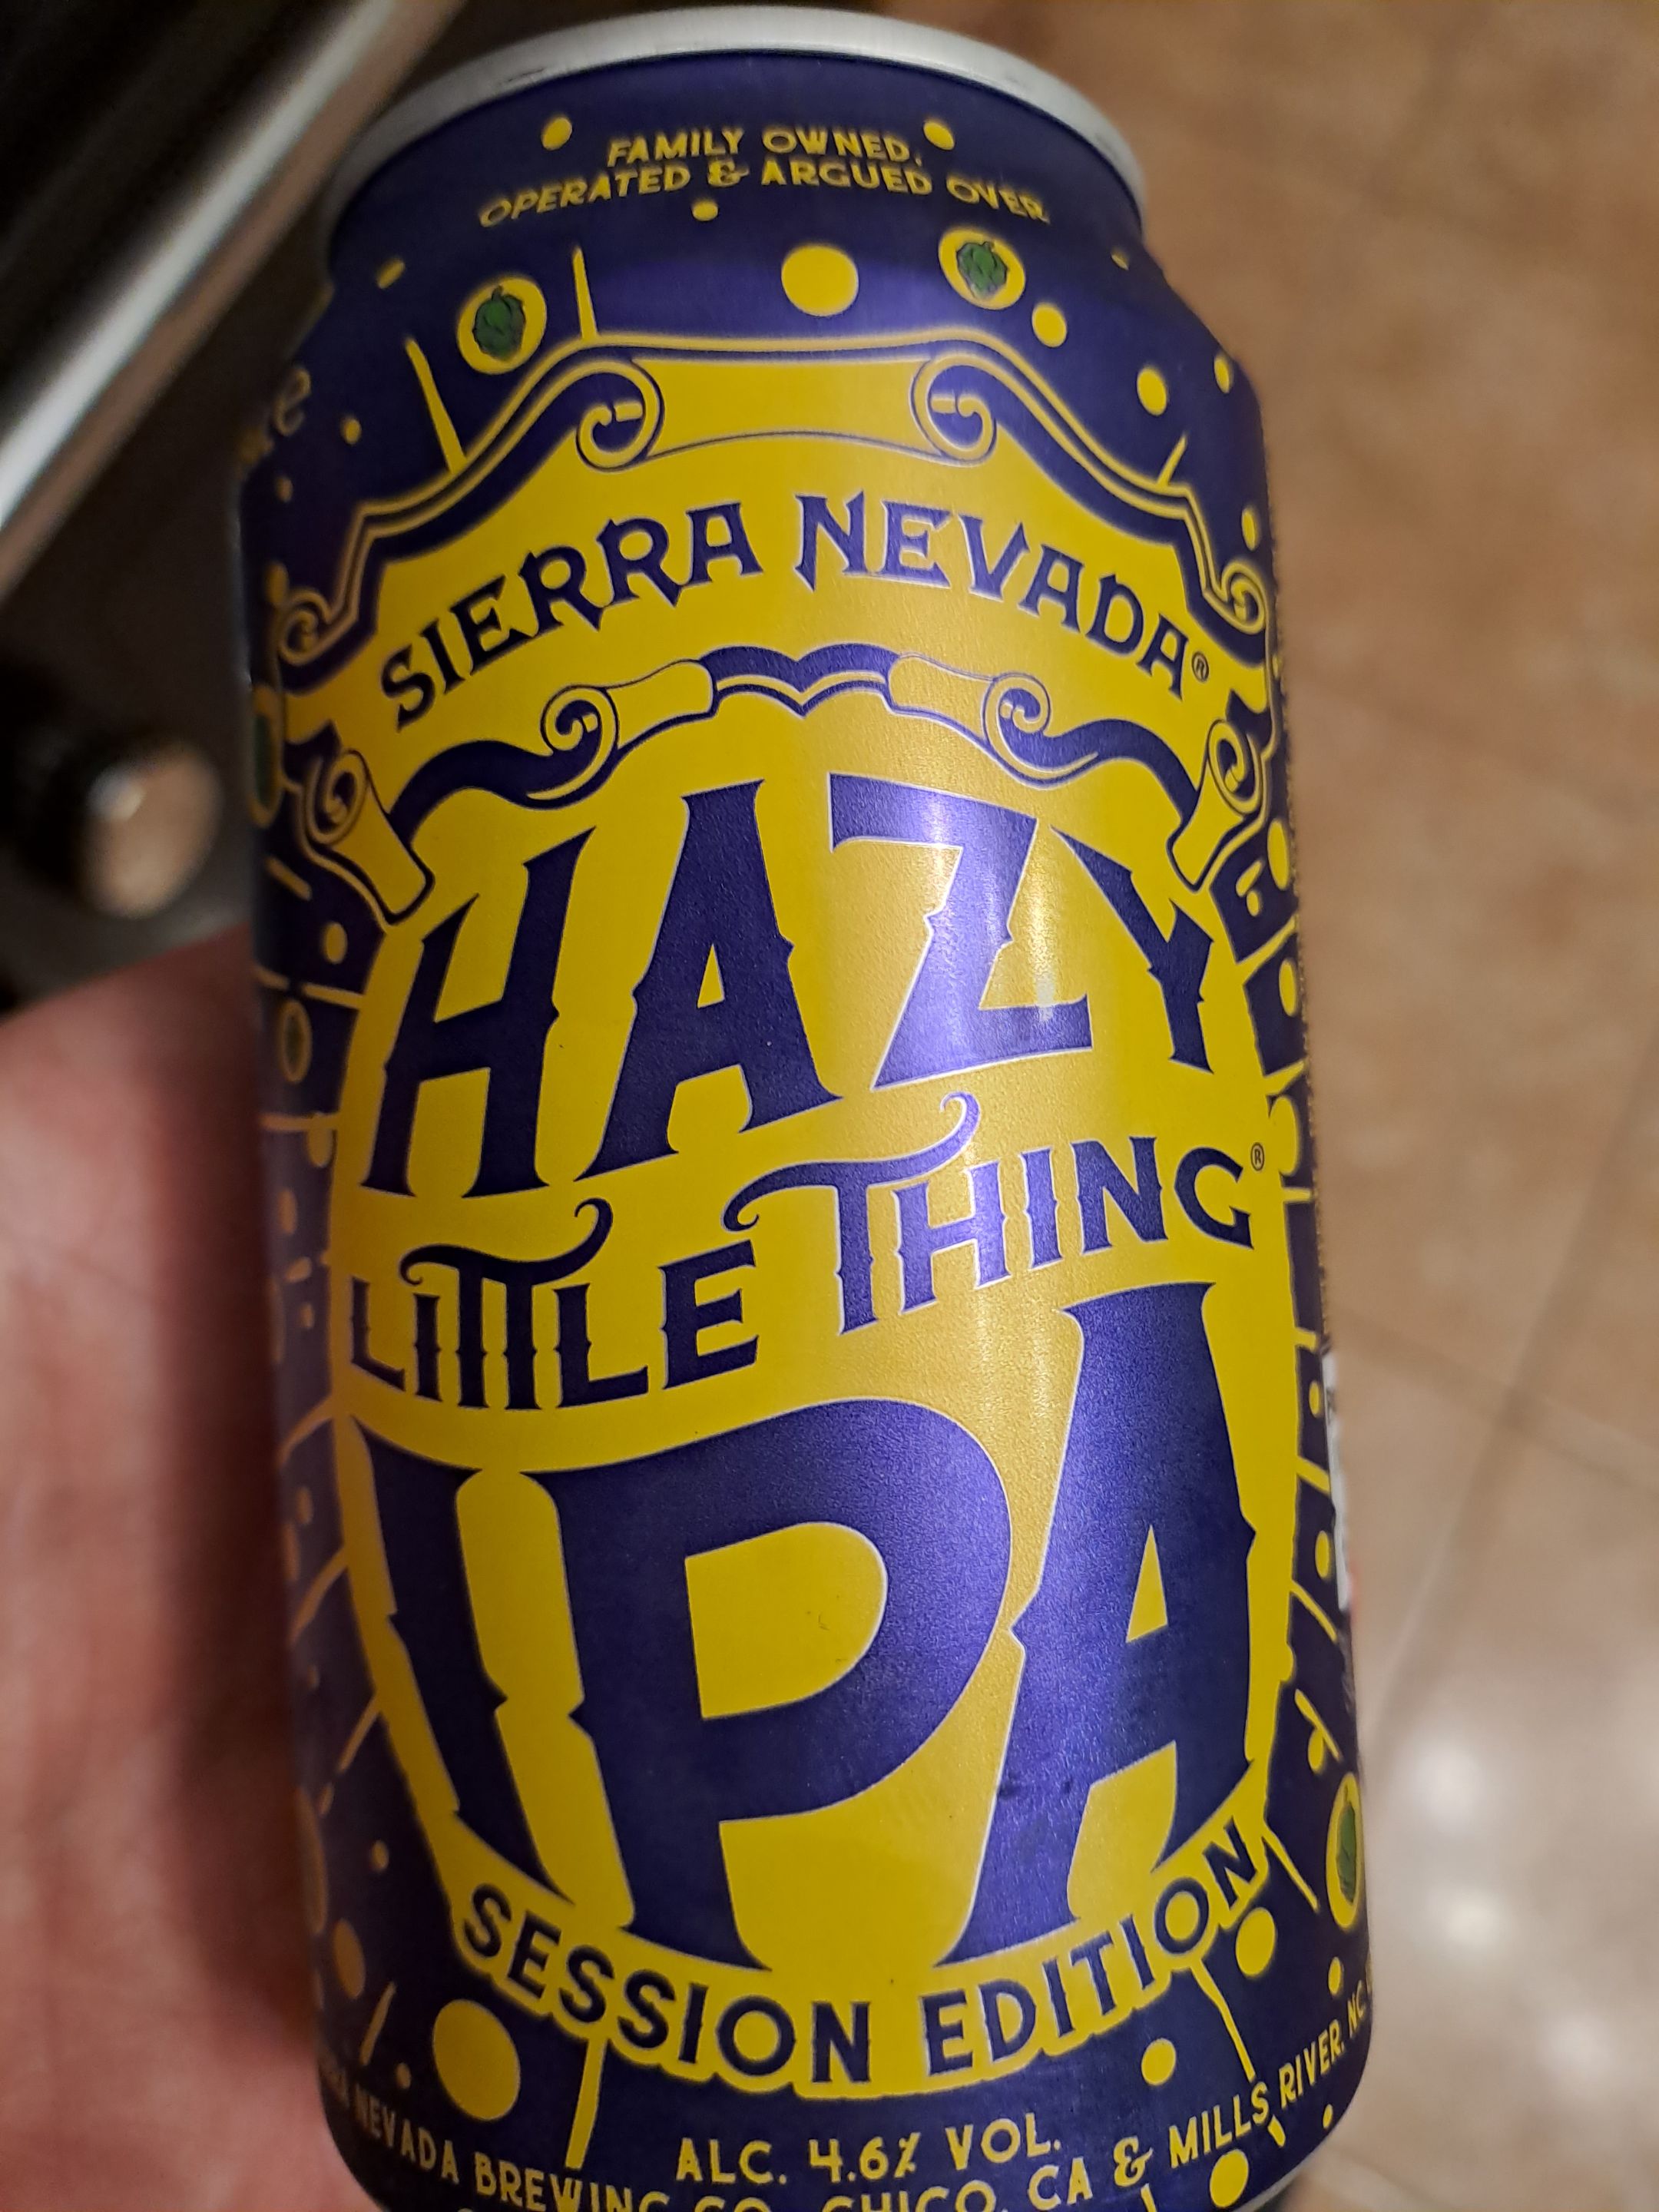 FAMILY OWNED,
OPERATED & ARGUED OVER
SIERRA NEVADA®
HAZY
LITTLE THING®
IPA
SESSION EDITION
ALC. 4.6% VOL.
NEVADA BREWING CO., CHICO, CA & MILLS RIVER, NC